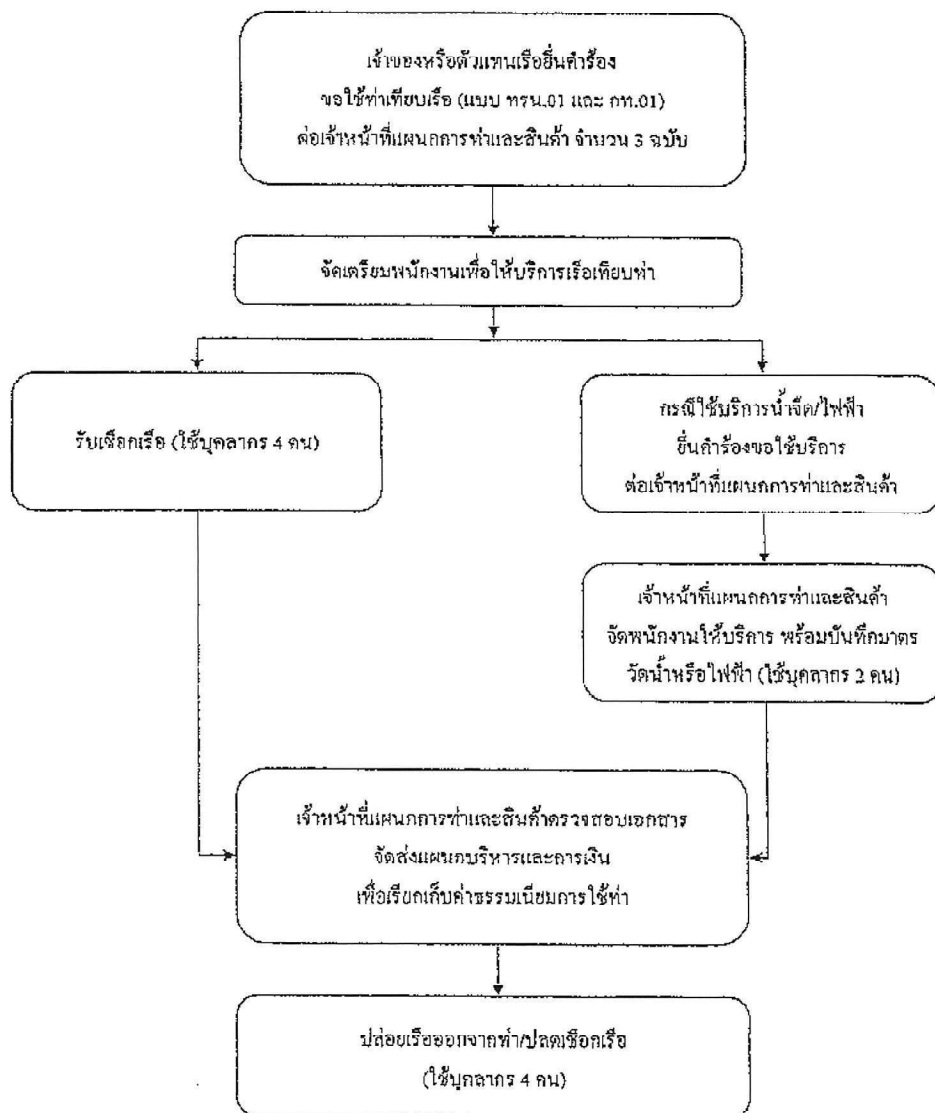 เจ้าของหรือตัวแทนเรือยื่นคำร้อง
ขอใช้ท่าเทียบเรือ (แบบ ทรน.01 และ กท.01)
ต่อเจ้าหน้าที่แผนกการท่าและสินค้า จำนวน 3 ฉบับ
จัดเตรียมพนักงานเพื่อให้บริการเรือเทียบท่า
รับเชือกเรือ (ใช้บุคลากร 4 คน)
กรณีใช้บริการน้ำจืด/ไฟฟ้า
ยื่นคำร้องขอใช้บริการ
ต่อเจ้าหน้าที่แผนกการท่าและสินค้า
เจ้าหน้าที่แผนกการท่าและสินค้า
จัดพนักงานให้บริการ พร้อมบันทึกมาตร
วัดน้ำหรือไฟฟ้า (ใช้บุคลากร 2 คน)
เจ้าหน้าที่แผนกการท่าและสินค้าตรวจสอบเอกสาร
จัดส่งแผนกบริหารและการเงิน
เพื่อเรียกเก็บค่าธรรมเนียมการใช้ท่า
ปล่อยเรือออกจากท่า/ปลดเชือกเรือ
(ใช้บุคลากร 4 คน)